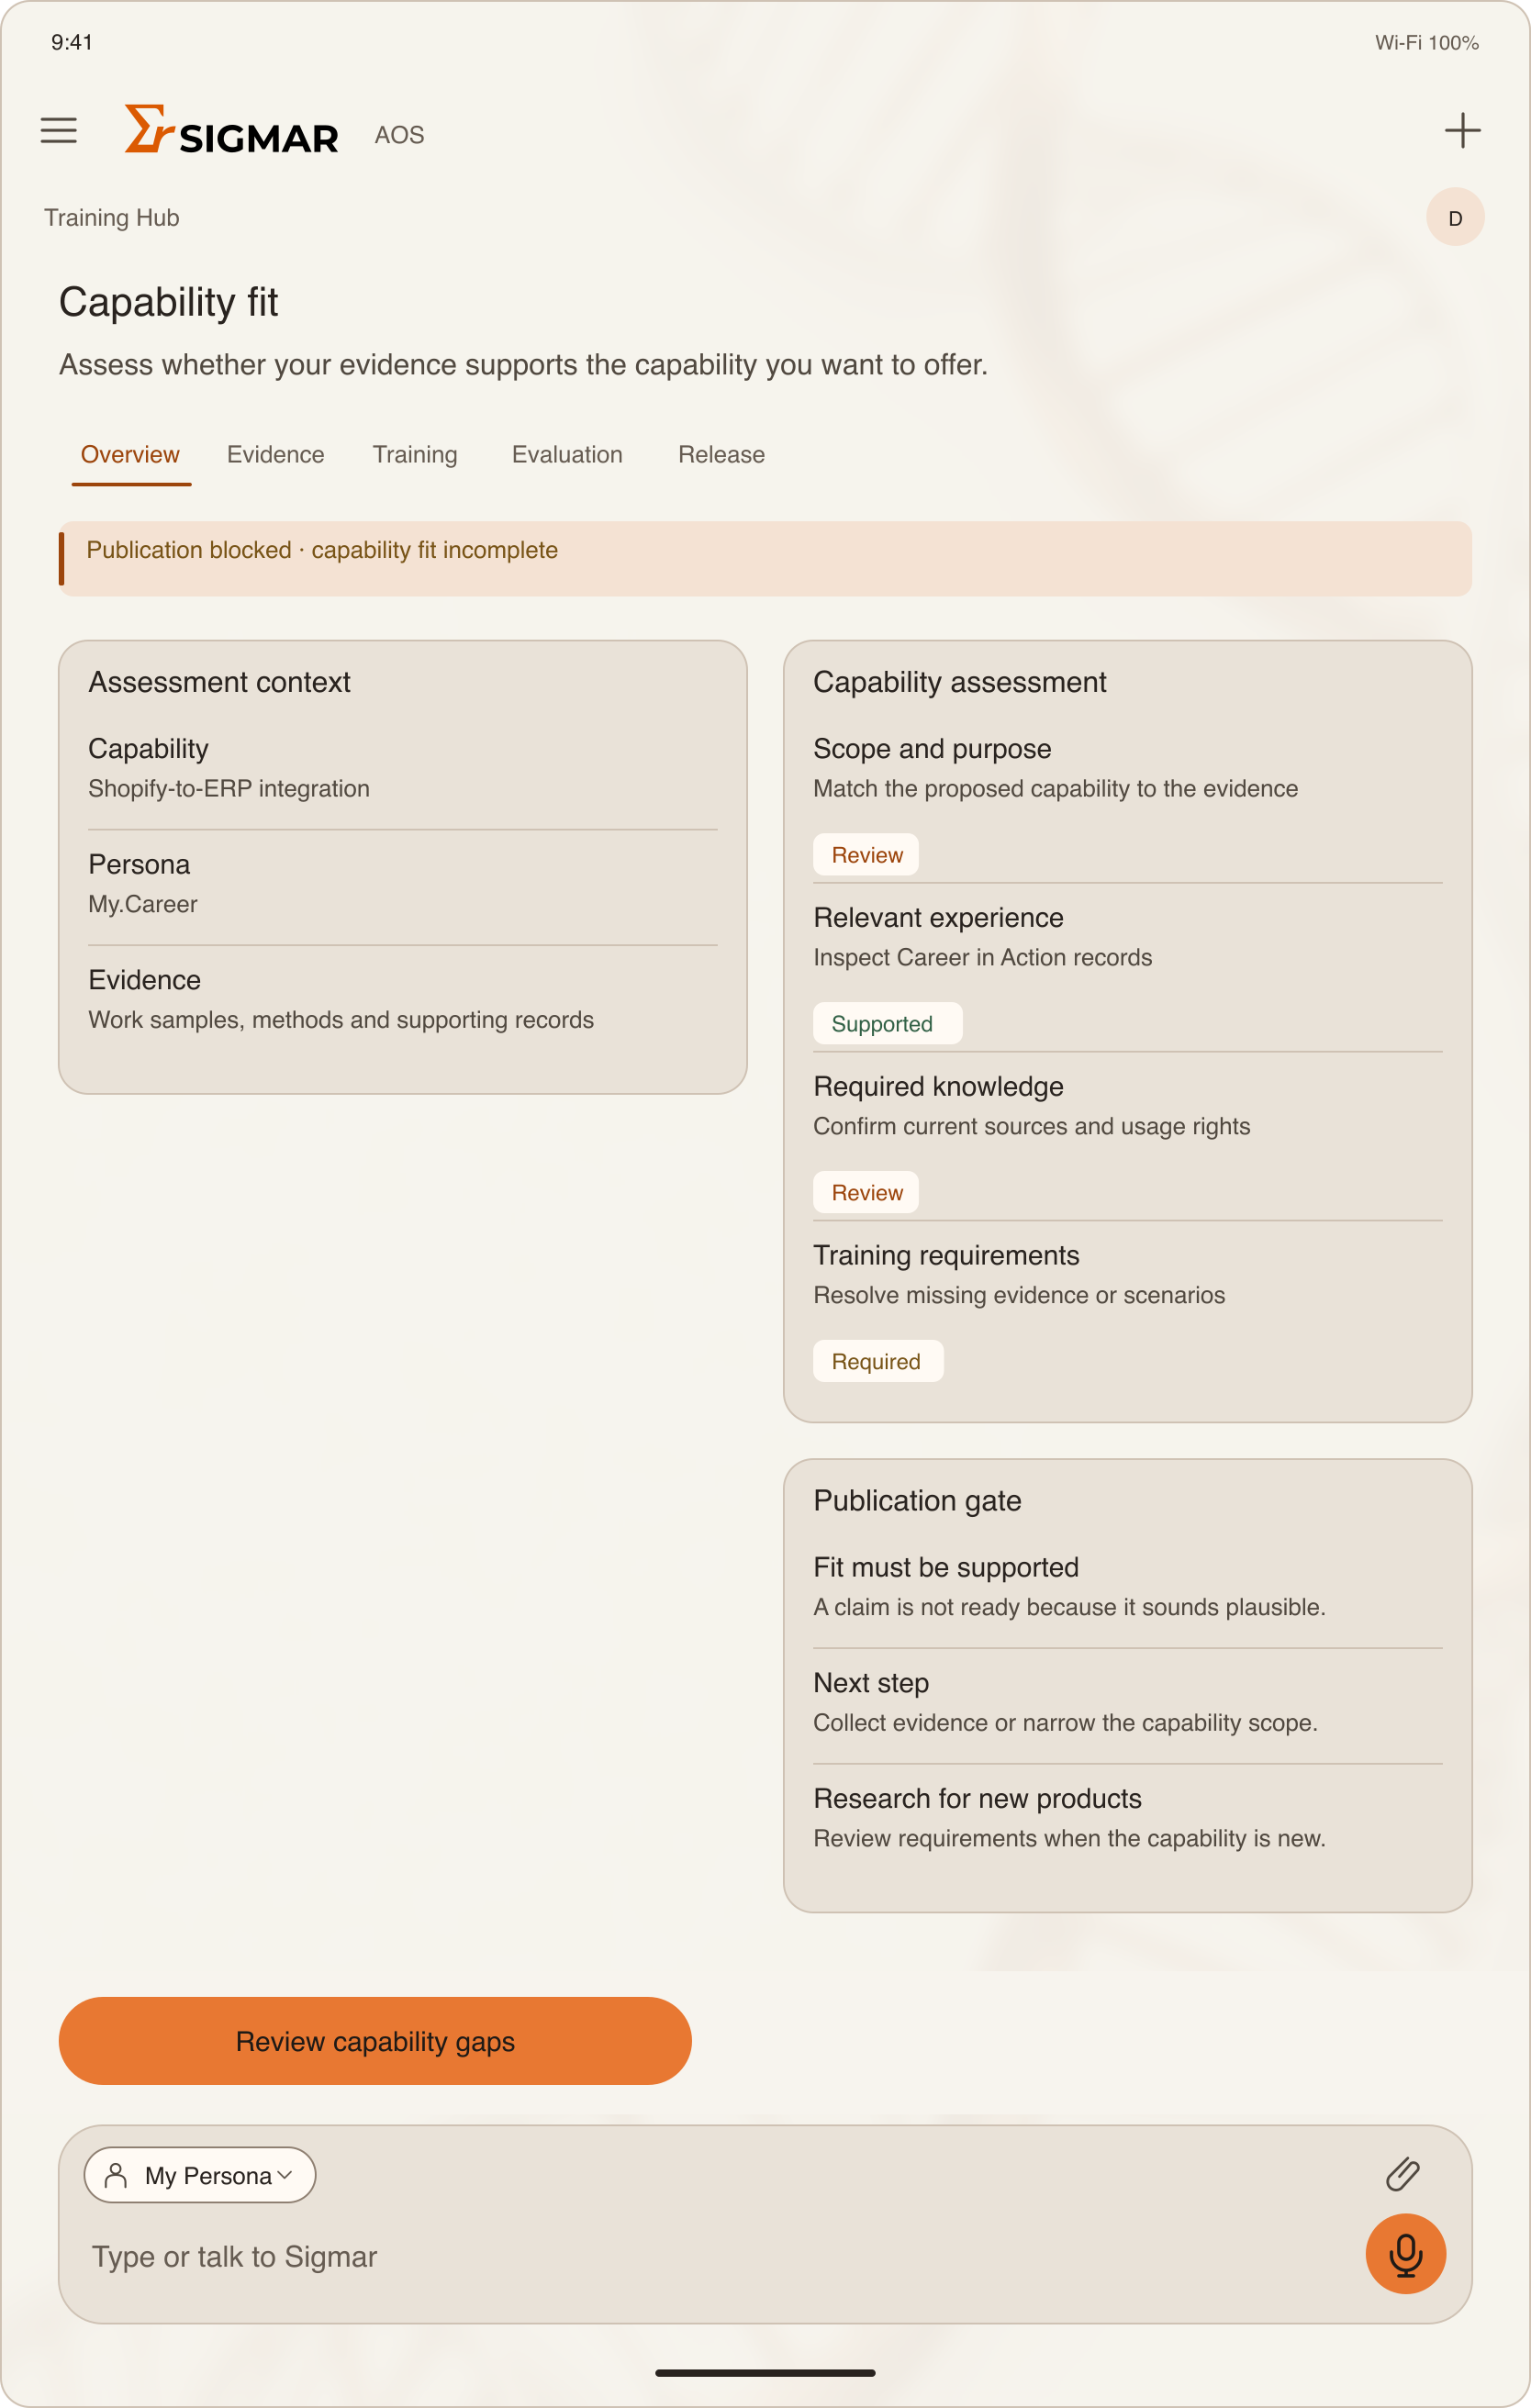 9:41
Wi-Fi 100%
Σr SIGMAR AOS
Training Hub
D
Capability fit
Assess whether your evidence supports the capability you want to offer.
Overview Evidence Training Evaluation Release
Publication blocked · capability fit incomplete
Assessment context
Capability
Shopify-to-ERP integration
Persona
My.Career
Evidence
Work samples, methods and supporting records
Capability assessment
Scope and purpose
Match the proposed capability to the evidence
Review
Relevant experience
Inspect Career in Action records
Supported
Required knowledge
Confirm current sources and usage rights
Review
Training requirements
Resolve missing evidence or scenarios
Required
Publication gate
Fit must be supported
A claim is not ready because it sounds plausible.
Next step
Collect evidence or narrow the capability scope.
Research for new products
Review requirements when the capability is new.
Review capability gaps
My Persona
Type or talk to Sigmar